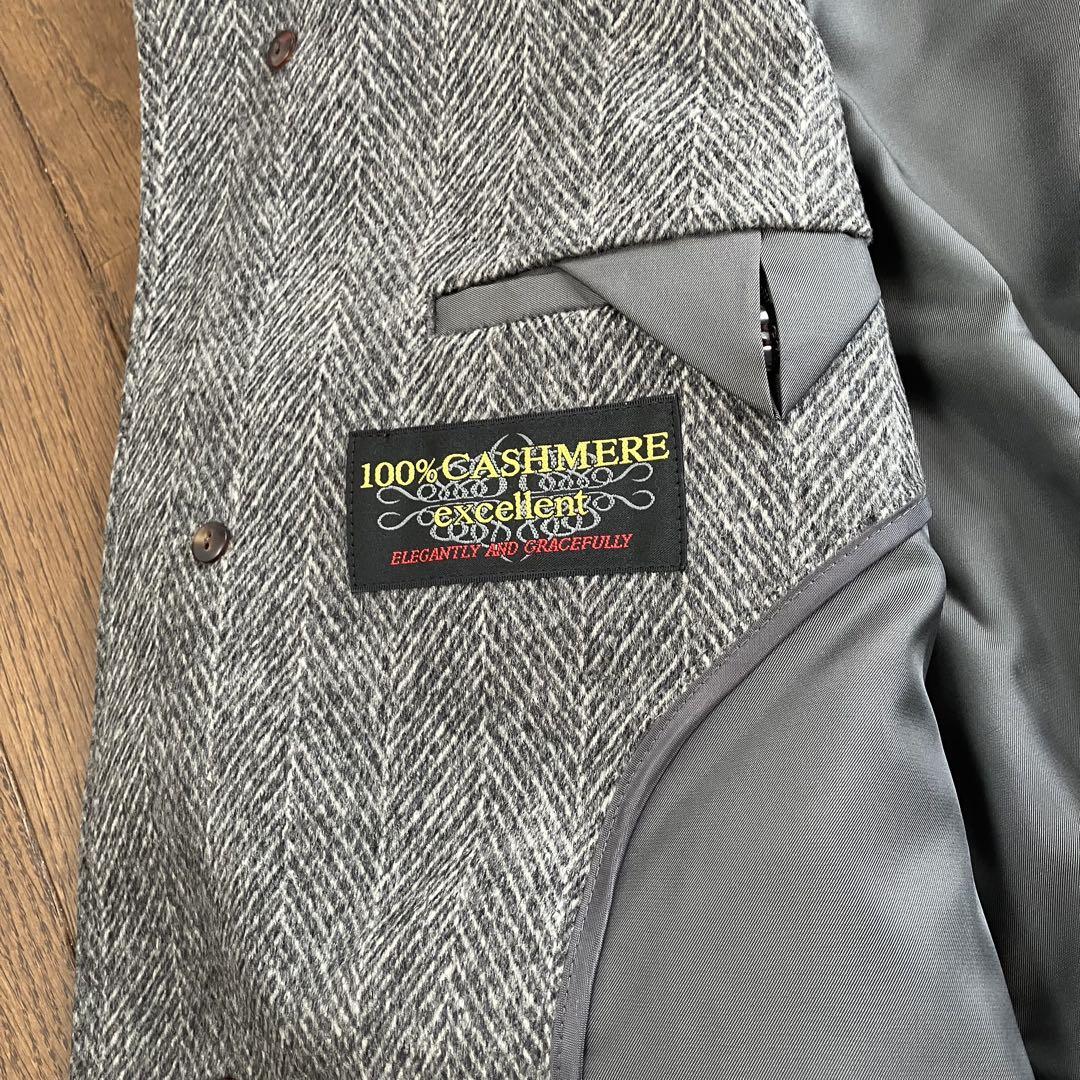 100%CASHMERE
excellent
ELEGANTLY AND GRACEFULLY